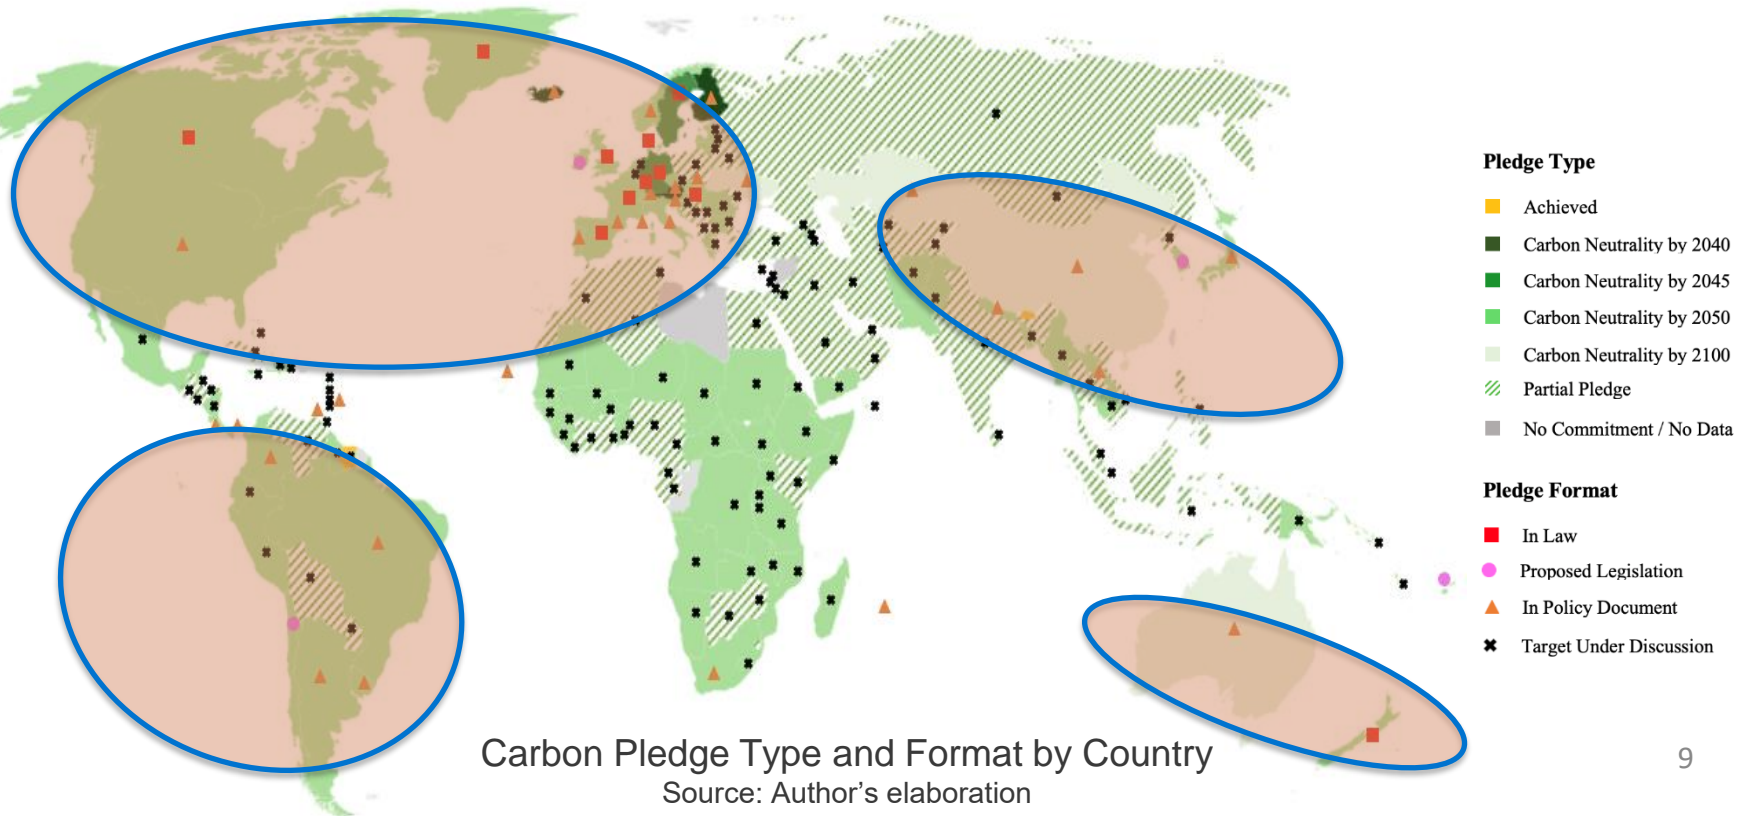 Pledge Type
Achieved
Carbon Neutrality by 2040
Carbon Neutrality by 2045
Carbon Neutrality by 2050
Carbon Neutrality by 2100
Partial Pledge
No Commitment / No Data
Pledge Format
In Law
Proposed Legislation
In Policy Document
Target Under Discussion
Carbon Pledge Type and Format by Country
Source: Author's elaboration
9